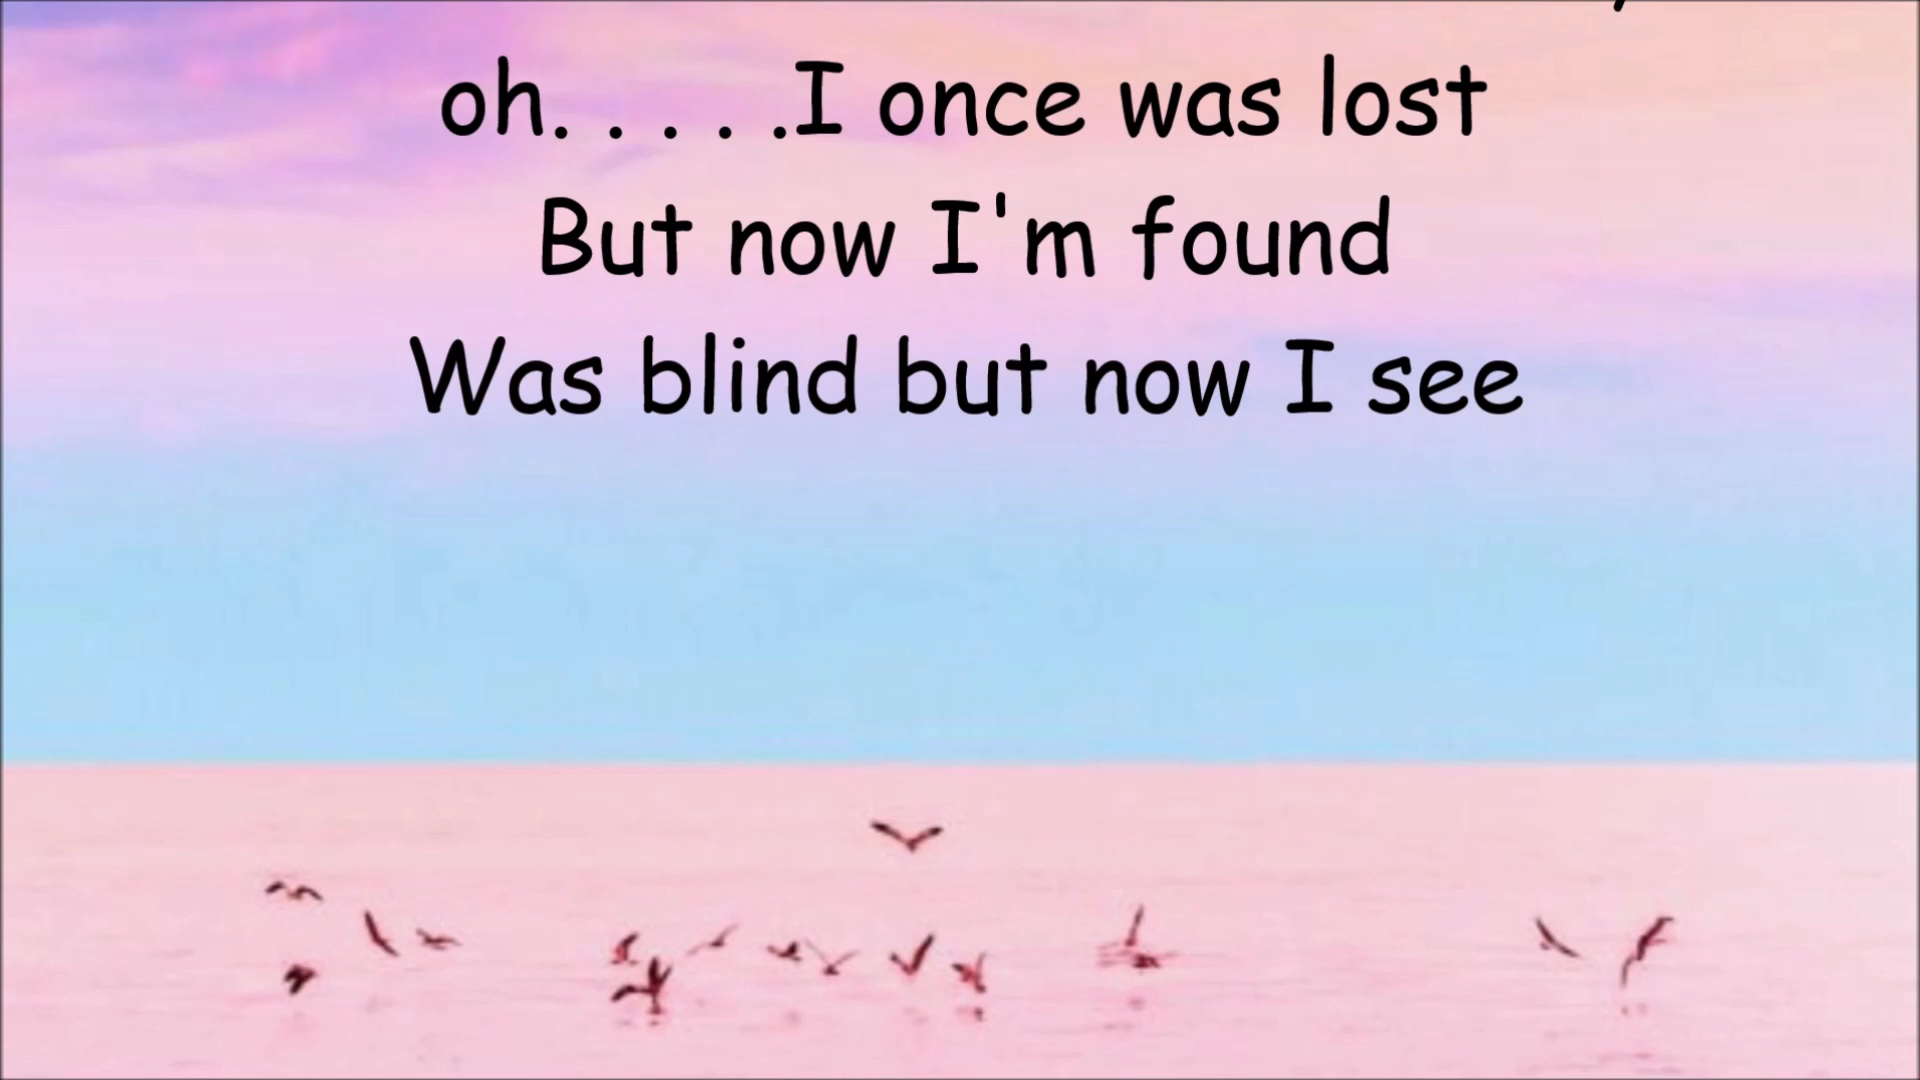 oh. . . . .I once was lost
But now I'm found
Was blind but now I see